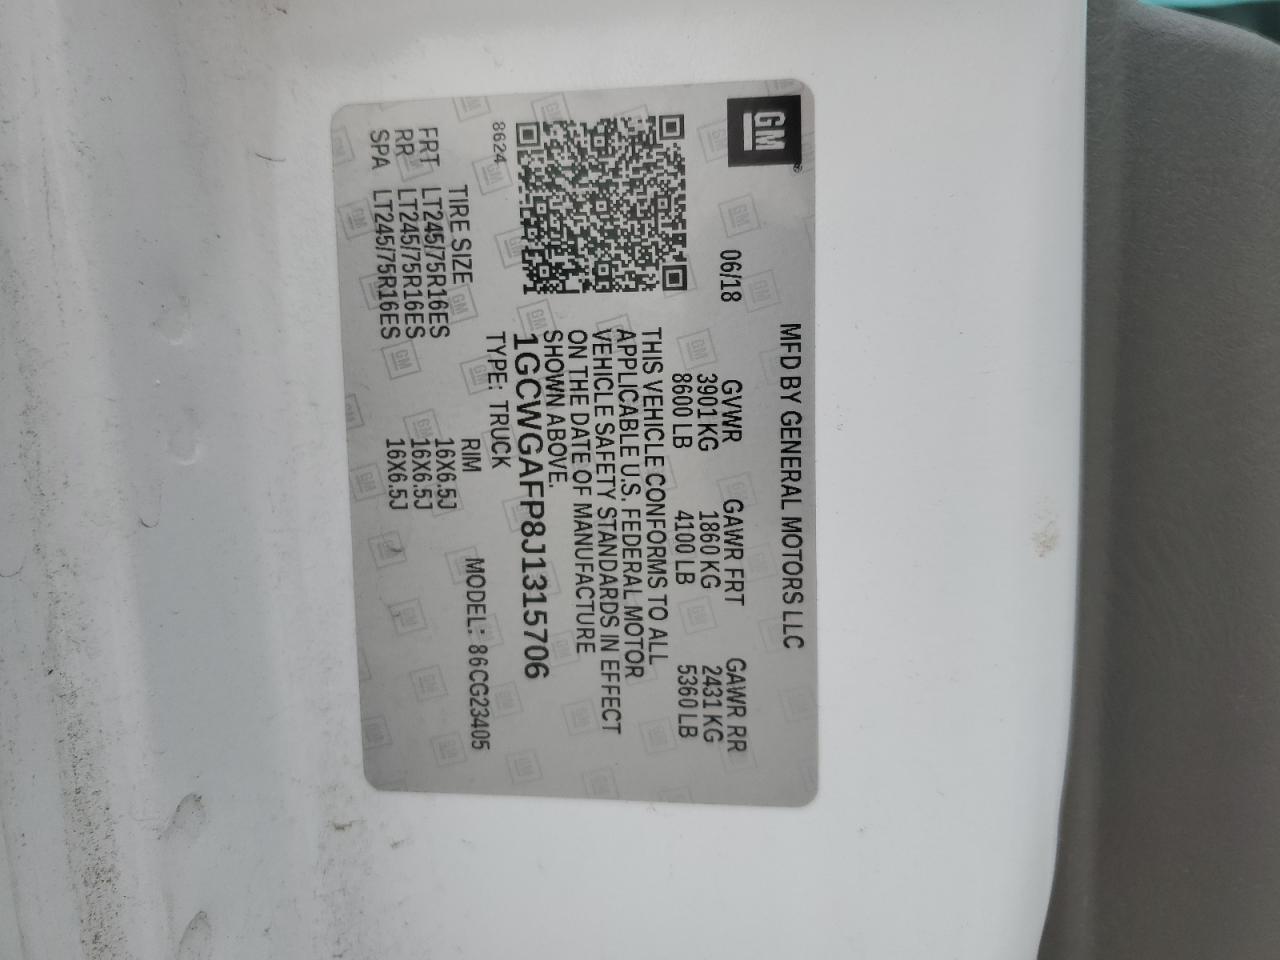 GM
MFD BY GENERAL MOTORS LLC
06/18
GVWR GAWR FRT GAWR RR
3901 KG 1860 KG 2431 KG
8600 LB 4100 LB 5360 LB
THIS VEHICLE CONFORMS TO ALL
APPLICABLE U.S. FEDERAL MOTOR
VEHICLE SAFETY STANDARDS IN EFFECT
ON THE DATE OF MANUFACTURE
SHOWN ABOVE.
1GCWGAFP8J1315706
8624
TYPE: TRUCK MODEL: 86CG23405
TIRE SIZE RIM
FRT LT245/75R16ES 16X6.5J
RR LT245/75R16ES 16X6.5J
SPA LT245/75R16ES 16X6.5J